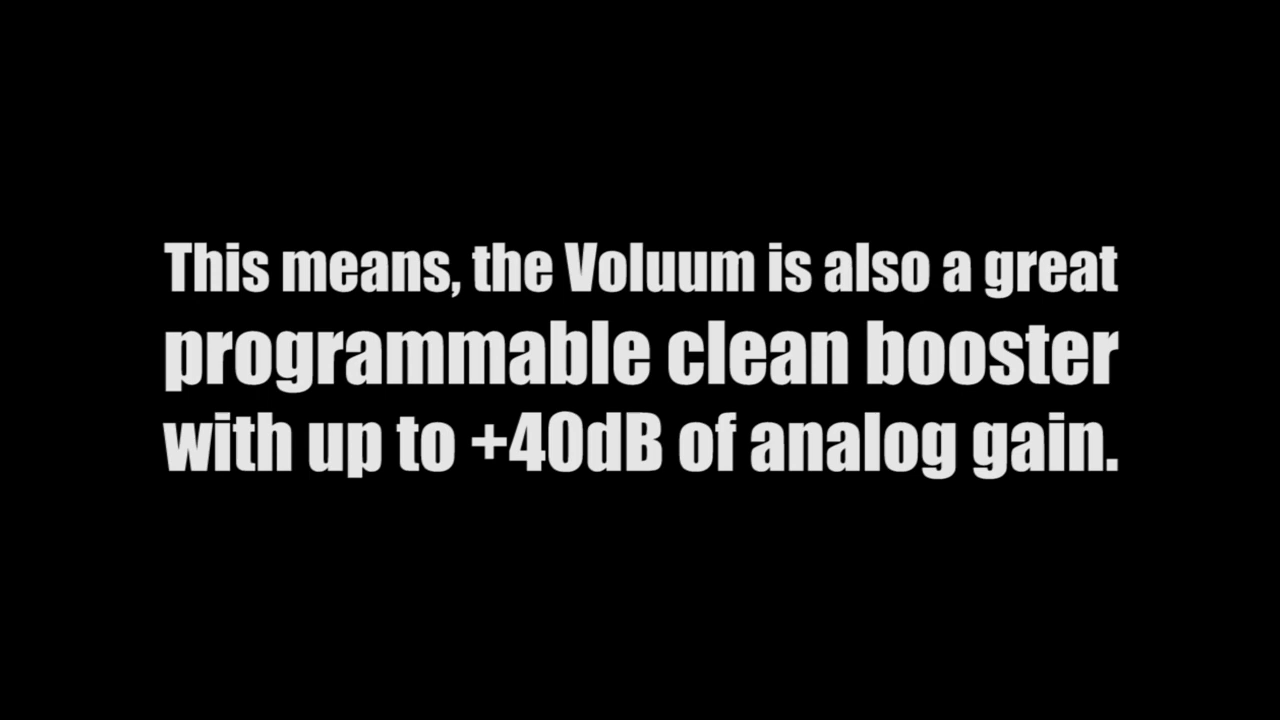 This means, the Voluum is also a great
programmable clean booster
with up to +40dB of analog gain.